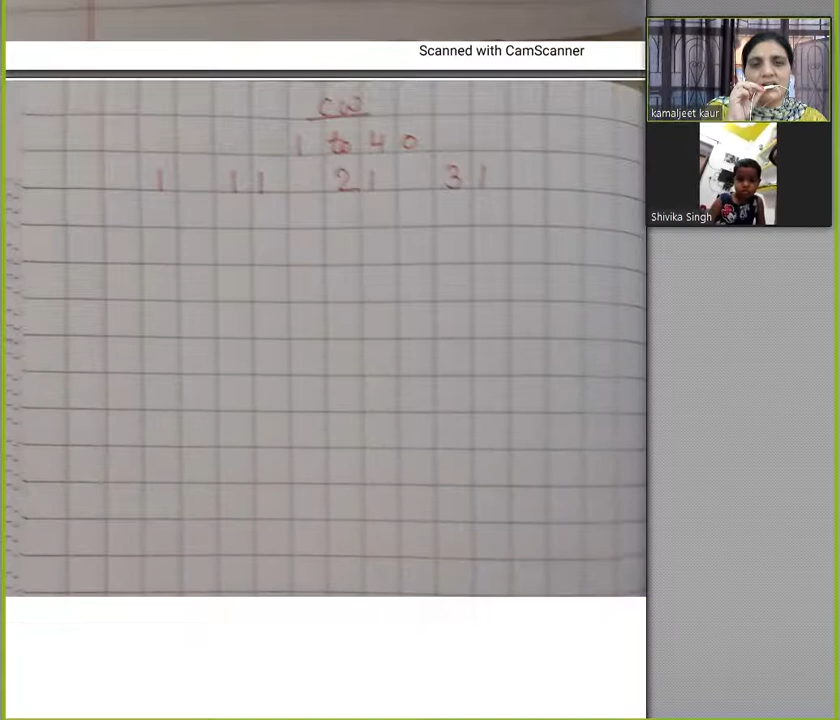 Scanned with CamScanner
CW
1 to 40
1 11 21 31
kamaljeet kaur
Shivika Singh